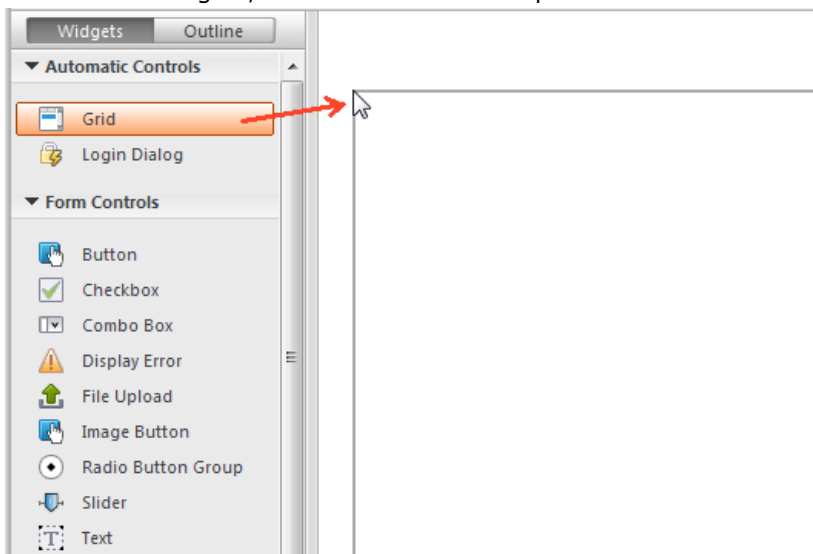 Widgets Outline
Automatic Controls
Grid
Login Dialog
Form Controls
Button
Checkbox
Combo Box
Display Error
File Upload
Image Button
Radio Button Group
Slider
Text